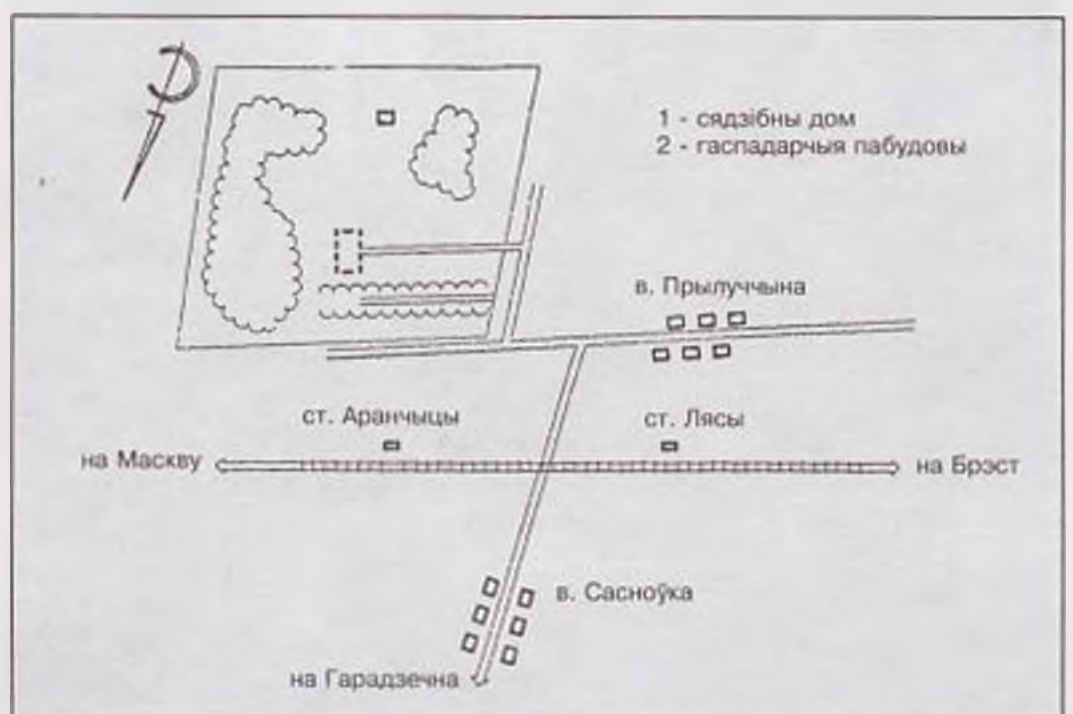 1 - сядзібны дом
2 - гаспадарчыя пабудовы
в. Прылуччына
ст. Аранчыцы
ст. Лясы
на Маскву
на Брэст
в. Сасноўка
на Гарадзечна